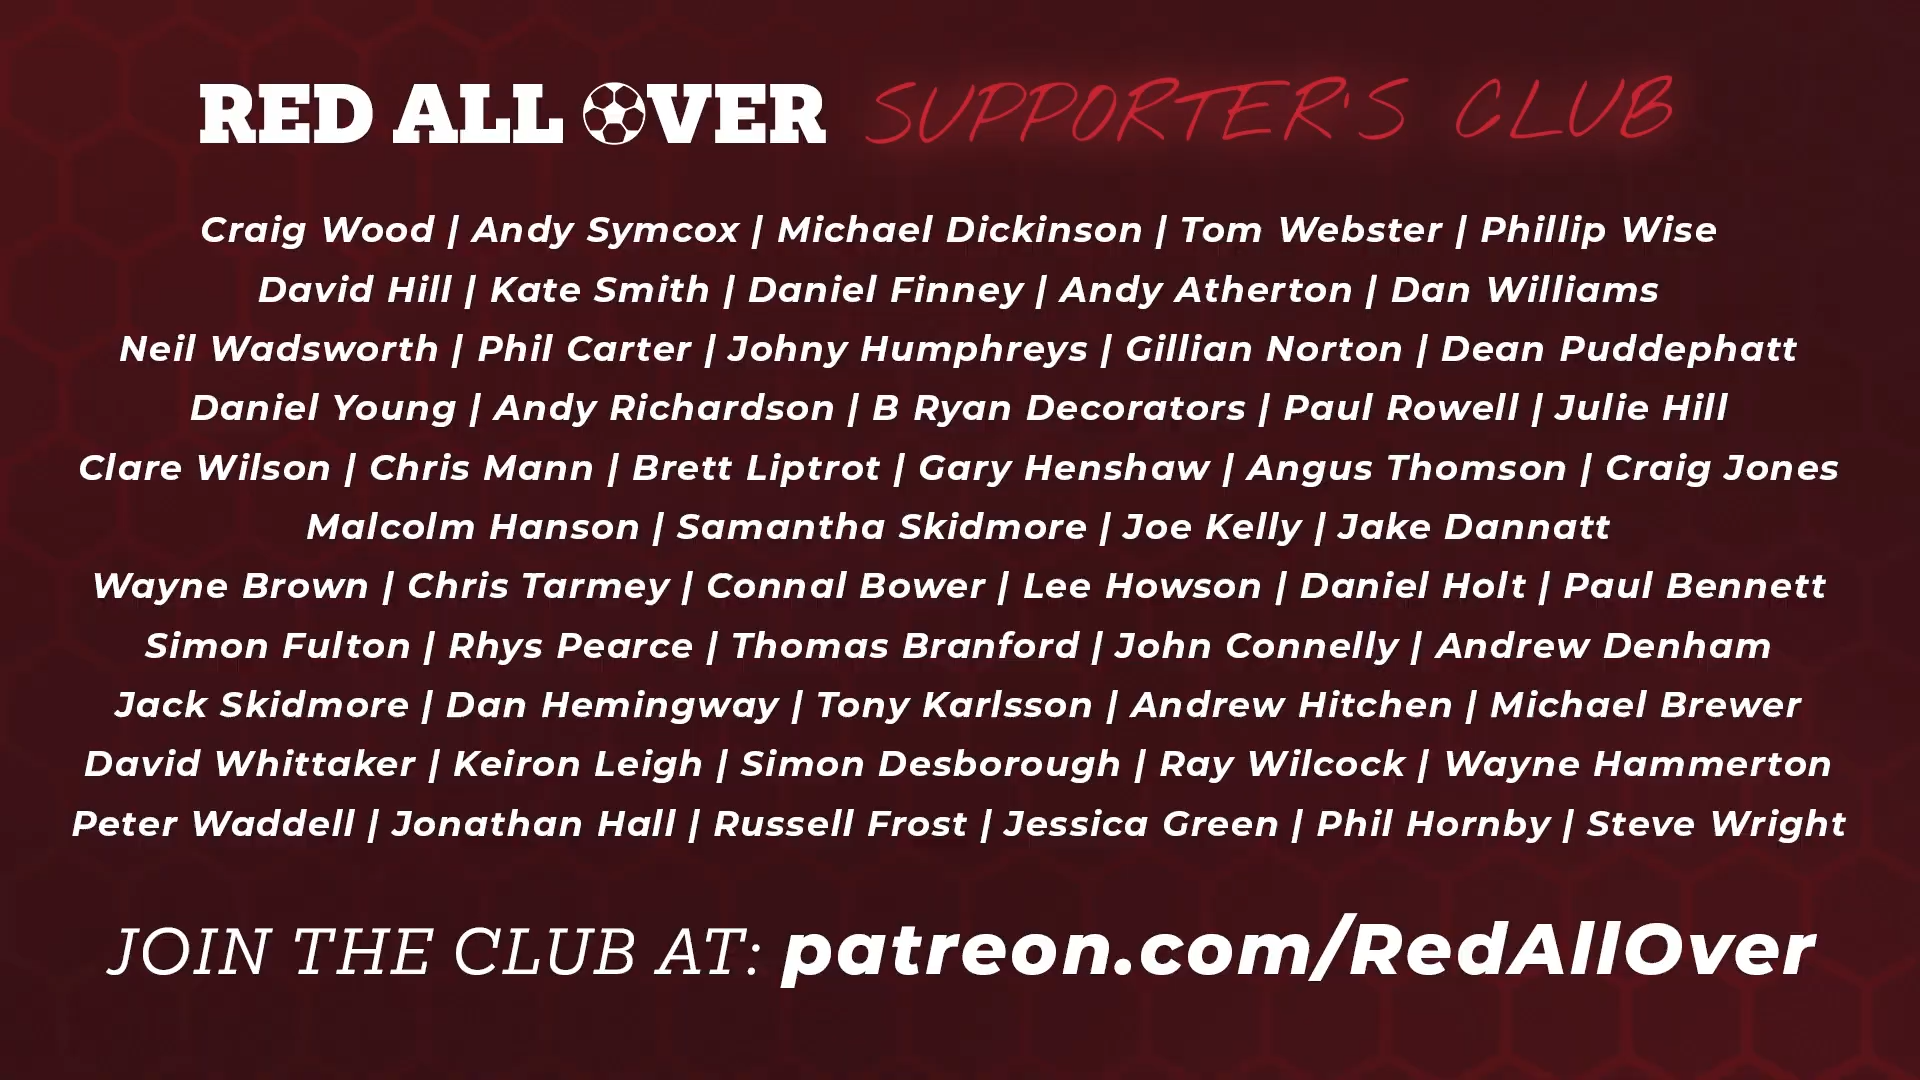 RED ALL OVER SUPPORTER'S CLUB
Craig Wood | Andy Symcox | Michael Dickinson | Tom Webster | Phillip Wise
David Hill | Kate Smith | Daniel Finney | Andy Atherton | Dan Williams
Neil Wadsworth | Phil Carter | Johny Humphreys | Gillian Norton | Dean Puddephatt
Daniel Young | Andy Richardson | B Ryan Decorators | Paul Rowell | Julie Hill
Clare Wilson | Chris Mann | Brett Liptrot | Gary Henshaw | Angus Thomson | Craig Jones
Malcolm Hanson | Samantha Skidmore | Joe Kelly | Jake Dannatt
Wayne Brown | Chris Tarmey | Connal Bower | Lee Howson | Daniel Holt | Paul Bennett
Simon Fulton | Rhys Pearce | Thomas Branford | John Connelly | Andrew Denham
Jack Skidmore | Dan Hemingway | Tony Karlsson | Andrew Hitchen | Michael Brewer
David Whittaker | Keiron Leigh | Simon Desborough | Ray Wilcock | Wayne Hammerton
Peter Waddell | Jonathan Hall | Russell Frost | Jessica Green | Phil Hornby | Steve Wright
JOIN THE CLUB AT: patreon.com/RedAllOver